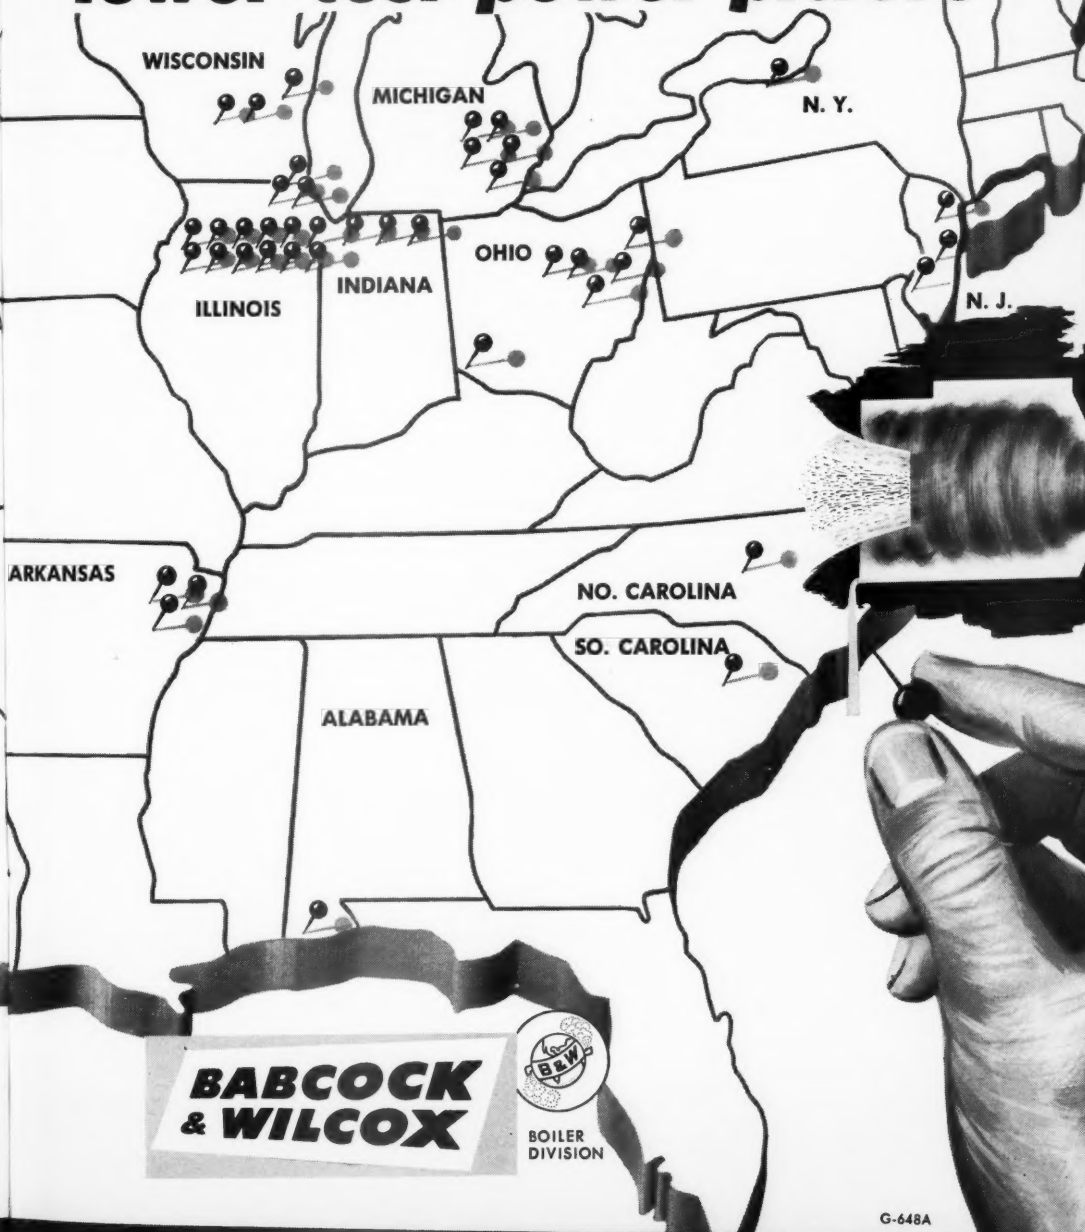 WISCONSIN
MICHIGAN
N. Y.
OHIO
INDIANA
ILLINOIS
N. J.
ARKANSAS
NO. CAROLINA
SO. CAROLINA
ALABAMA
BABCOCK
& WILCOX
B&W
BOILER
DIVISION
G-648A